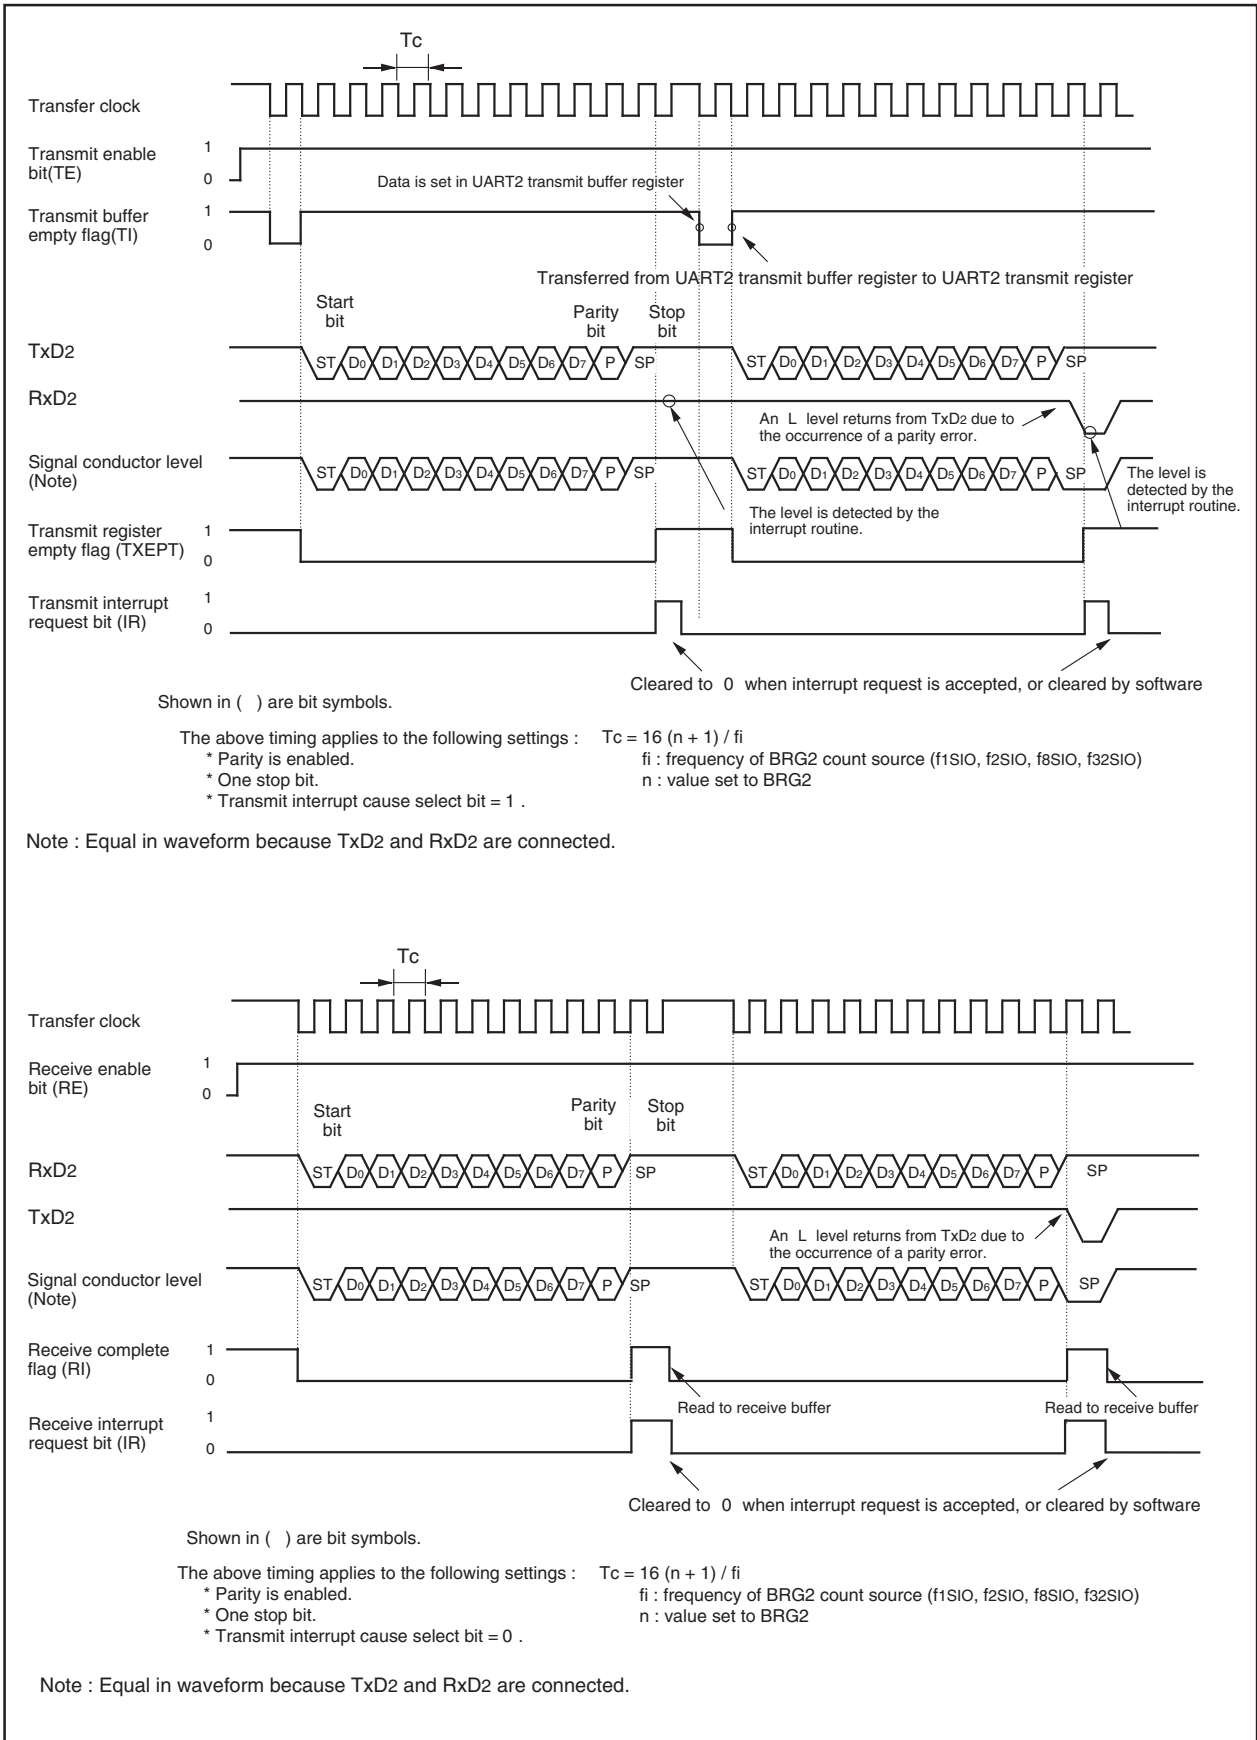 Tc
Transfer clock
Transmit enable
bit(TE)
1
0
Data is set in UART2 transmit buffer register
Transmit buffer
empty flag(TI)
1
0
Transferred from UART2 transmit buffer register to UART2 transmit register
Start
bit
Parity
bit
Stop
bit
TxD2
ST D0 D1 D2 D3 D4 D5 D6 D7 P SP
ST D0 D1 D2 D3 D4 D5 D6 D7 P SP
RxD2
An L level returns from TxD2 due to
the occurrence of a parity error.
Signal conductor level
(Note)
ST D0 D1 D2 D3 D4 D5 D6 D7 P SP
ST D0 D1 D2 D3 D4 D5 D6 D7 P SP
The level is
detected by the
interrupt routine.
The level is detected by the
interrupt routine.
Transmit register
empty flag (TXEPT)
1
0
Transmit interrupt
request bit (IR)
1
0
Cleared to 0 when interrupt request is accepted, or cleared by software
Shown in ( ) are bit symbols.
The above timing applies to the following settings :
* Parity is enabled.
* One stop bit.
* Transmit interrupt cause select bit = 1 .
Tc = 16 (n + 1) / fi
fi : frequency of BRG2 count source (f1SIO, f2SIO, f8SIO, f32SIO)
n : value set to BRG2
Note : Equal in waveform because TxD2 and RxD2 are connected.
Tc
Transfer clock
Receive enable
bit (RE)
1
0
Start
bit
Parity
bit
Stop
bit
RxD2
ST D0 D1 D2 D3 D4 D5 D6 D7 P SP
ST D0 D1 D2 D3 D4 D5 D6 D7 P SP
TxD2
An L level returns from TxD2 due to
the occurrence of a parity error.
Signal conductor level
(Note)
ST D0 D1 D2 D3 D4 D5 D6 D7 P SP
ST D0 D1 D2 D3 D4 D5 D6 D7 P SP
Receive complete
flag (RI)
1
0
Read to receive buffer
Read to receive buffer
Receive interrupt
request bit (IR)
1
0
Cleared to 0 when interrupt request is accepted, or cleared by software
Shown in ( ) are bit symbols.
The above timing applies to the following settings :
* Parity is enabled.
* One stop bit.
* Transmit interrupt cause select bit = 0 .
Tc = 16 (n + 1) / fi
fi : frequency of BRG2 count source (f1SIO, f2SIO, f8SIO, f32SIO)
n : value set to BRG2
Note : Equal in waveform because TxD2 and RxD2 are connected.